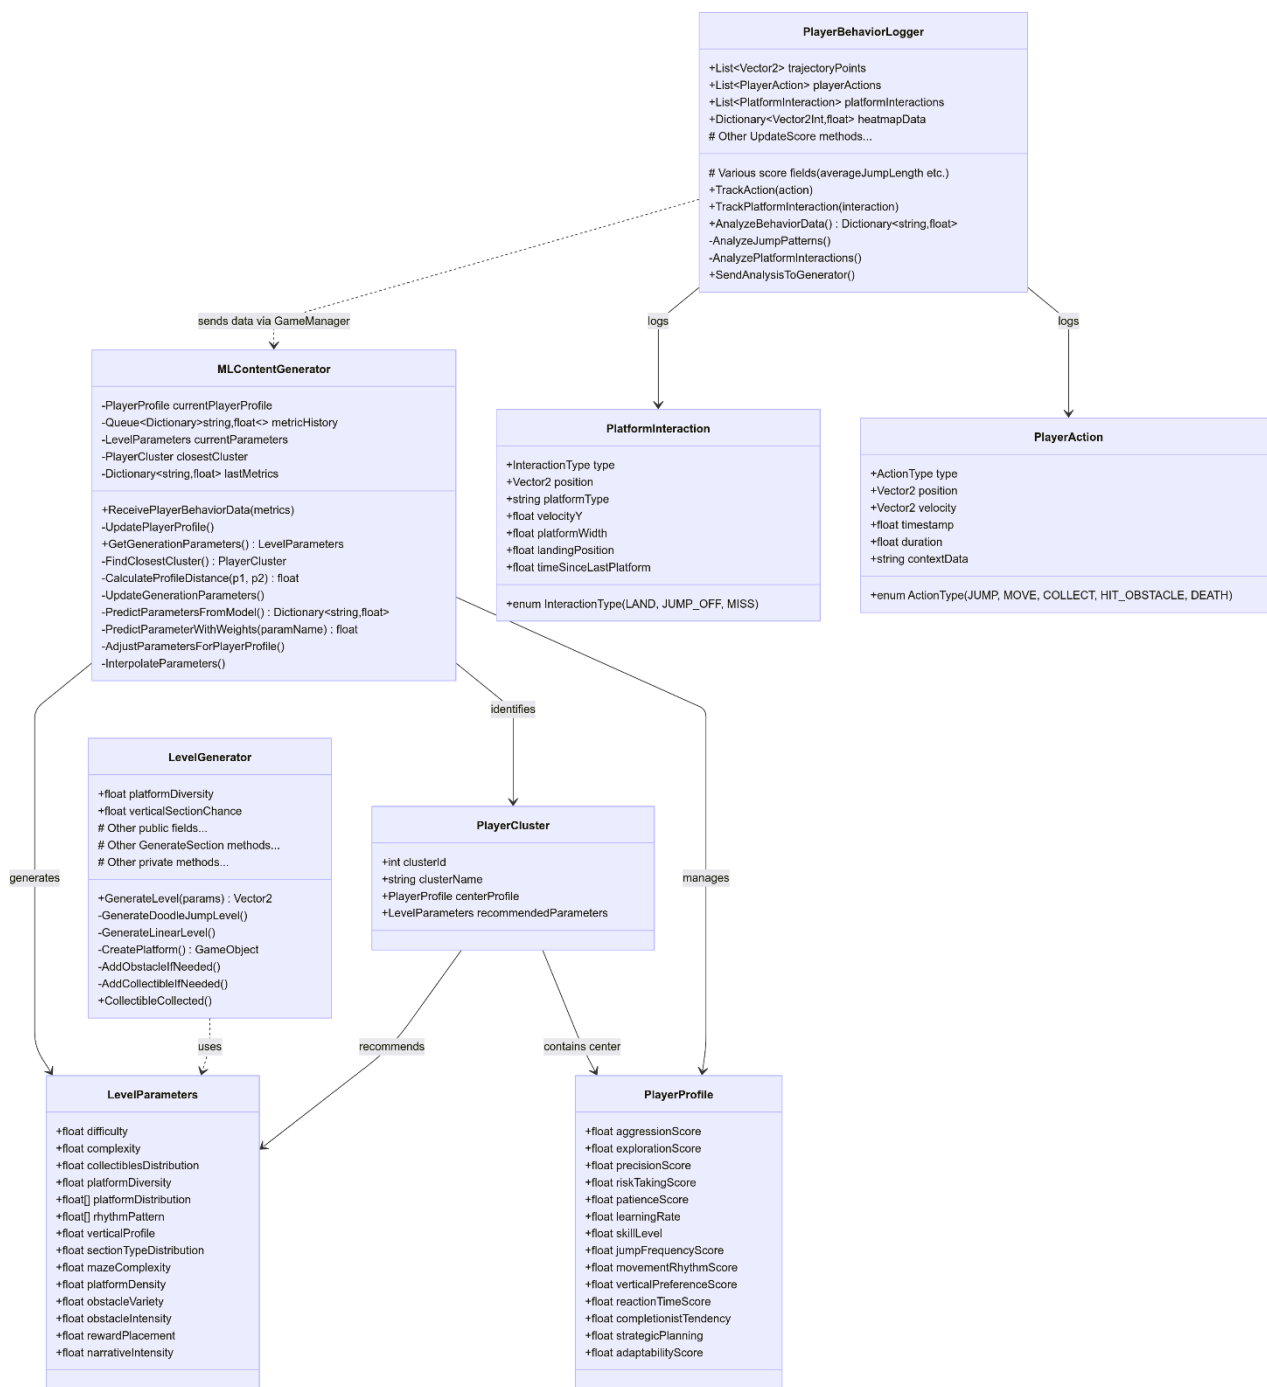 PlayerBehaviorLogger
+List<Vector2> trajectoryPoints
+List<PlayerAction> playerActions
+List<PlatformInteraction> platformInteractions
+Dictionary<Vector2Int,float> heatmapData
# Other UpdateScore methods...
# Various score fields(averageJumpLength etc.)
+TrackAction(action)
+TrackPlatformInteraction(interaction)
+AnalyzeBehaviorData() : Dictionary<string,float>
-AnalyzeJumpPatterns()
-AnalyzePlatformInteractions()
+SendAnalysisToGenerator()
sends data via GameManager
logs
logs
MLContentGenerator
-PlayerProfile currentPlayerProfile
-Queue<Dictionary>string,float<> metricHistory
-LevelParameters currentParameters
-PlayerCluster closestCluster
-Dictionary<string,float> lastMetrics
+ReceivePlayerBehaviorData(metrics)
-UpdatePlayerProfile()
+GetGenerationParameters() : LevelParameters
-FindClosestCluster() : PlayerCluster
-CalculateProfileDistance(p1, p2) : float
-UpdateGenerationParameters()
-PredictParametersFromModel() : Dictionary<string,float>
-PredictParameterWithWeights(paramName) : float
-AdjustParametersForPlayerProfile()
-InterpolateParameters()
PlatformInteraction
+InteractionType type
+Vector2 position
+string platformType
+float velocityY
+float platformWidth
+float landingPosition
+float timeSinceLastPlatform
+enum InteractionType(LAND, JUMP_OFF, MISS)
PlayerAction
+ActionType type
+Vector2 position
+Vector2 velocity
+float timestamp
+float duration
+string contextData
+enum ActionType(JUMP, MOVE, COLLECT, HIT_OBSTACLE, DEATH)
identifies
generates
manages
LevelGenerator
+float platformDiversity
+float verticalSectionChance
# Other public fields...
# Other GenerateSection methods...
# Other private methods...
+GenerateLevel(params) : Vector2
-GenerateDoodleJumpLevel()
-GenerateLinearLevel()
-CreatePlatform() : GameObject
-AddObstacleIfNeeded()
-AddCollectibleIfNeeded()
+CollectibleCollected()
PlayerCluster
+int clusterId
+string clusterName
+PlayerProfile centerProfile
+LevelParameters recommendedParameters
uses
recommends
contains center
LevelParameters
+float difficulty
+float complexity
+float collectiblesDistribution
+float platformDiversity
+float[] platformDistribution
+float[] rhythmPattern
+float verticalProfile
+float sectionTypeDistribution
+float mazeComplexity
+float platformDensity
+float obstacleVariety
+float obstacleIntensity
+float rewardPlacement
+float narrativeIntensity
PlayerProfile
+float aggressionScore
+float explorationScore
+float precisionScore
+float riskTakingScore
+float patienceScore
+float learningRate
+float skillLevel
+float jumpFrequencyScore
+float movementRhythmScore
+float verticalPreferenceScore
+float reactionTimeScore
+float completionistTendency
+float strategicPlanning
+float adaptabilityScore